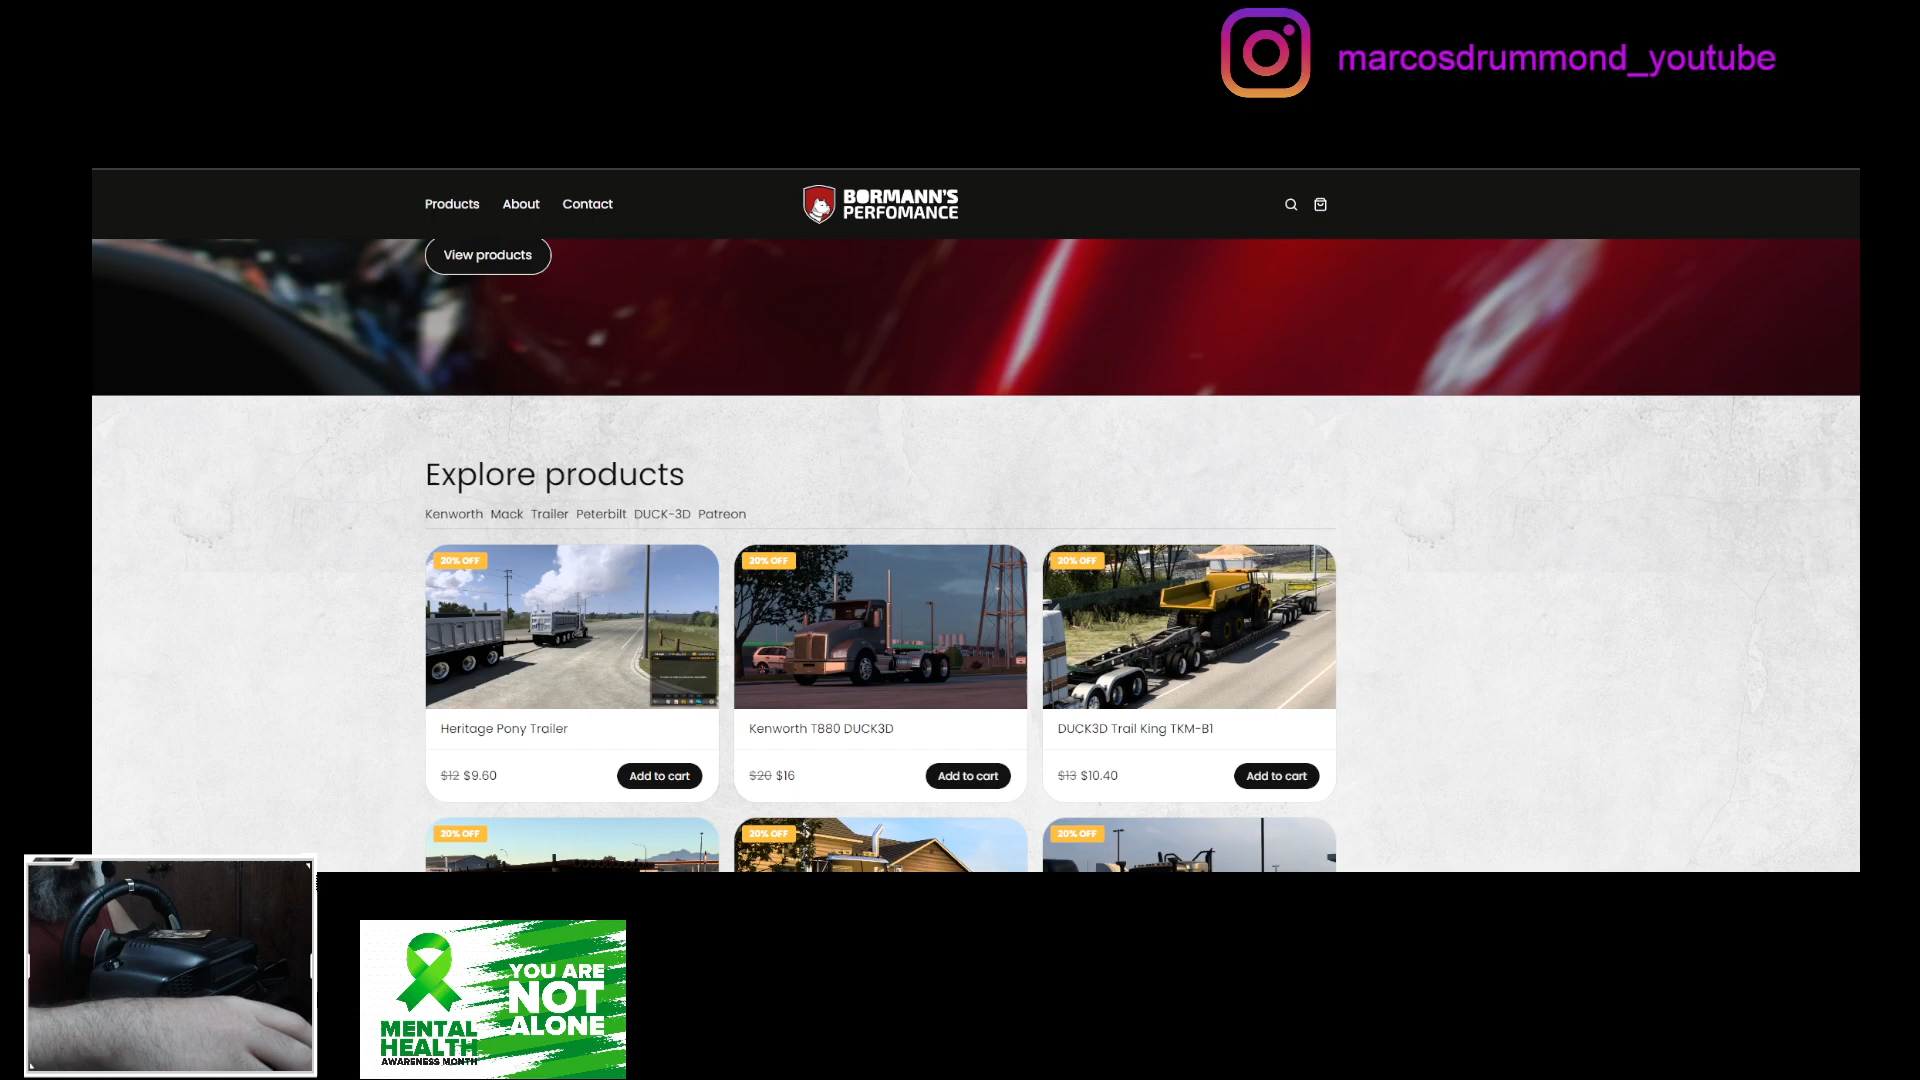 marcosdrummond_youtube
Products About Contact
BORMANN'S
PERFOMANCE
View products
Explore products
Kenworth Mack Trailer Peterbilt DUCK-3D Patreon
20% OFF
20% OFF
20% OFF
Heritage Pony Trailer
Kenworth T880 DUCK3D
DUCK3D Trail King TKM-B1
$12 $9.60
Add to cart
$20 $16
Add to cart
$13 $10.40
Add to cart
20% OFF
20% OFF
20% OFF
YOU ARE
NOT
ALONE
MENTAL
HEALTH
AWARENESS MONTH